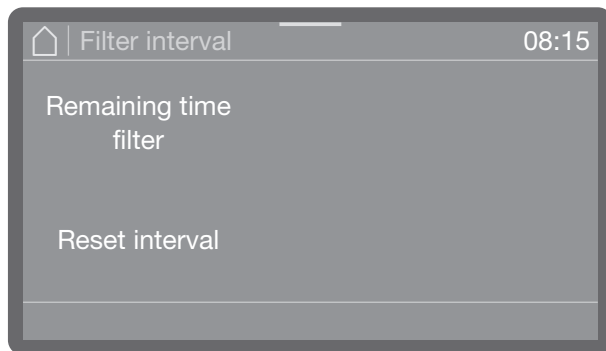 Filter interval 08:15
Remaining time
filter
Reset interval